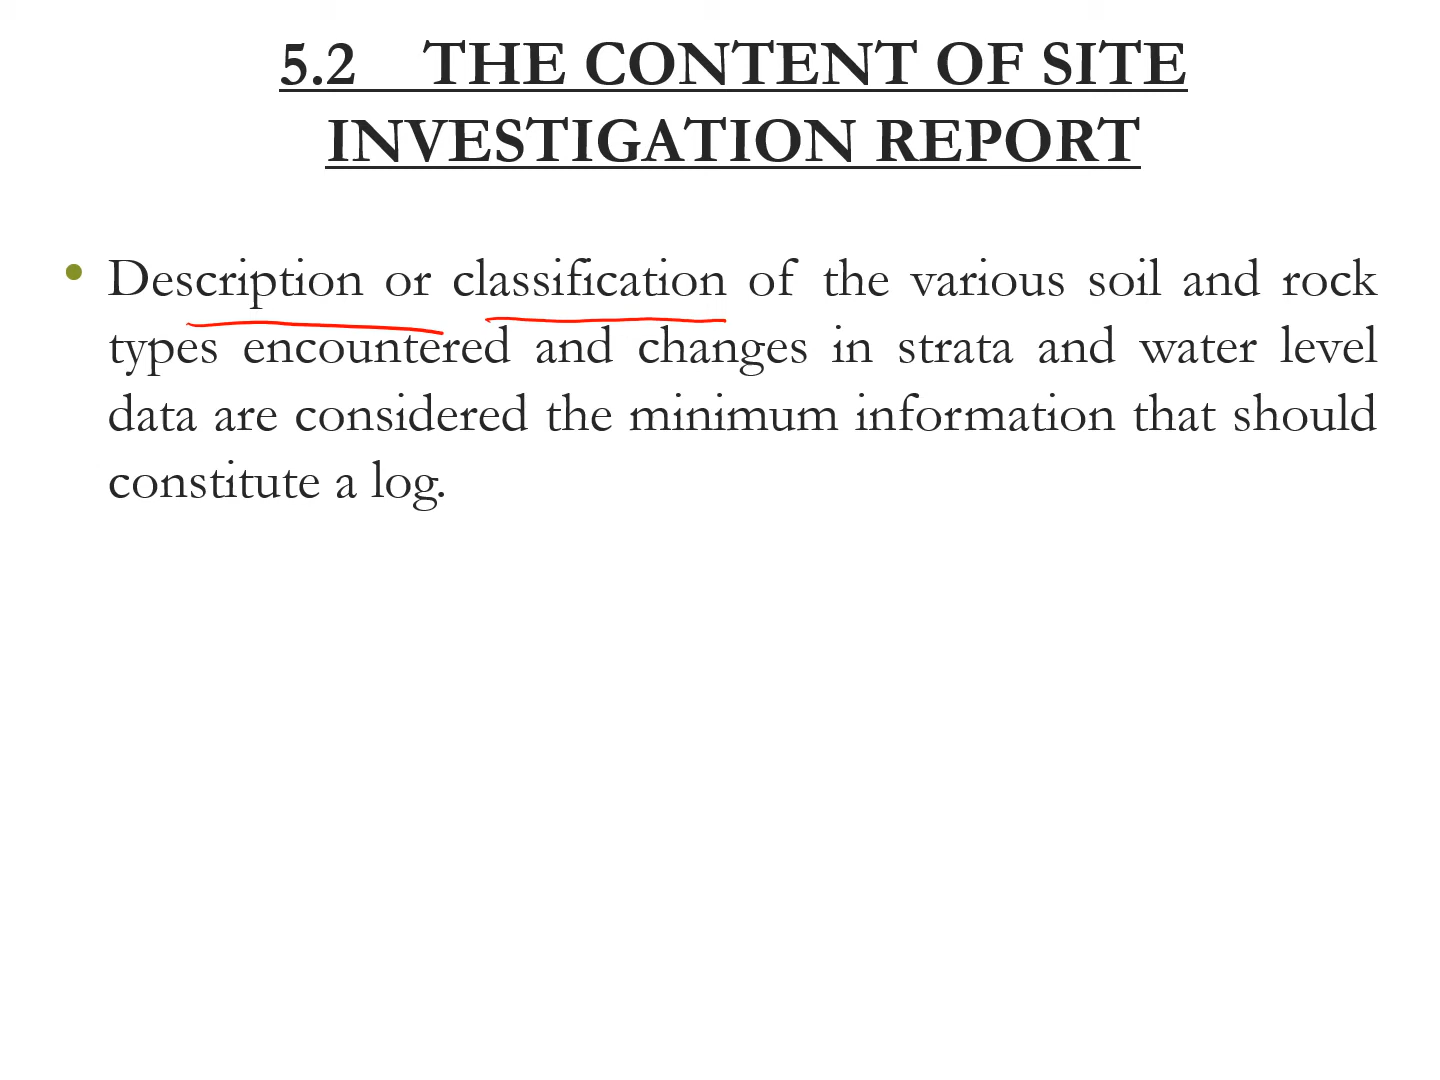 5.2 THE CONTENT OF SITE
INVESTIGATION REPORT
• Description or classification of the various soil and rock
types encountered and changes in strata and water level
data are considered the minimum information that should
constitute a log.